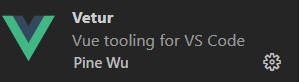 Vetur
Vue tooling for VS Code
Pine Wu